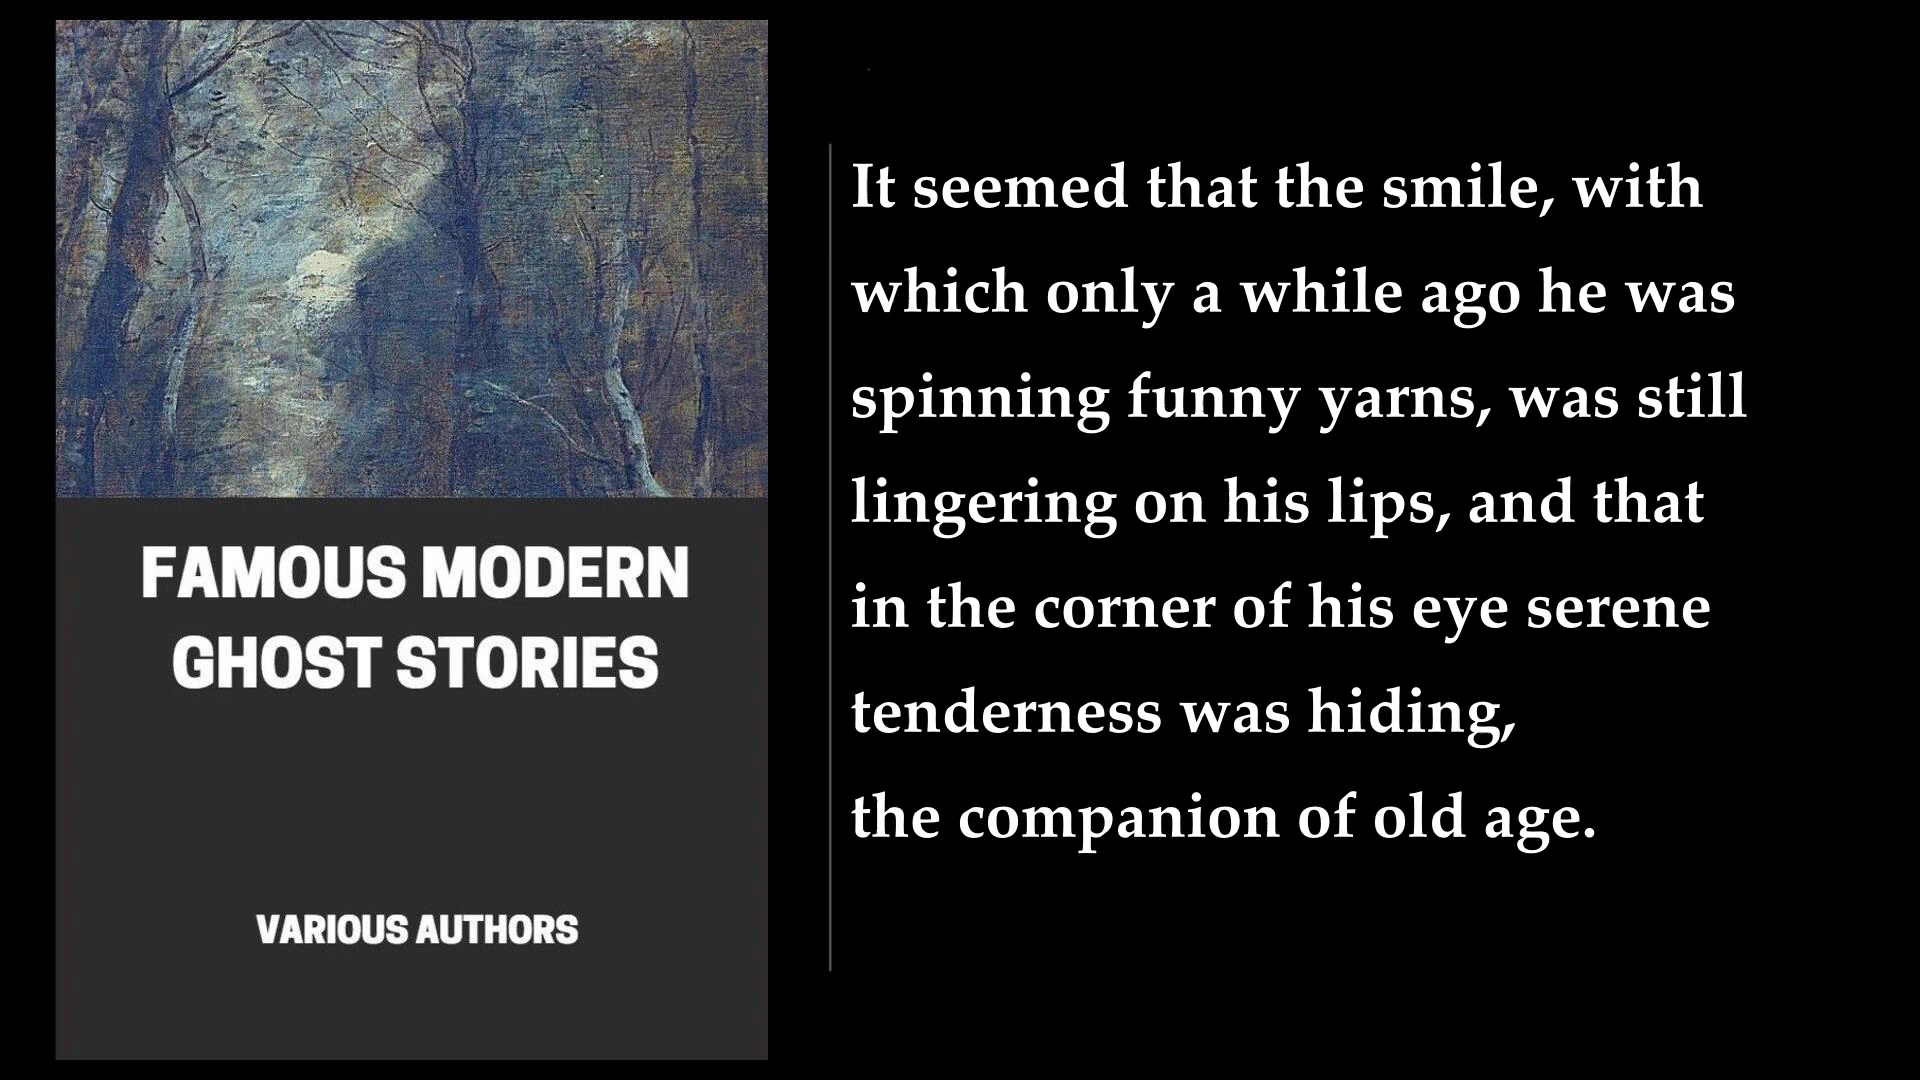 FAMOUS MODERN
GHOST STORIES
VARIOUS AUTHORS
It seemed that the smile, with
which only a while ago he was
spinning funny yarns, was still
lingering on his lips, and that
in the corner of his eye serene
tenderness was hiding,
the companion of old age.